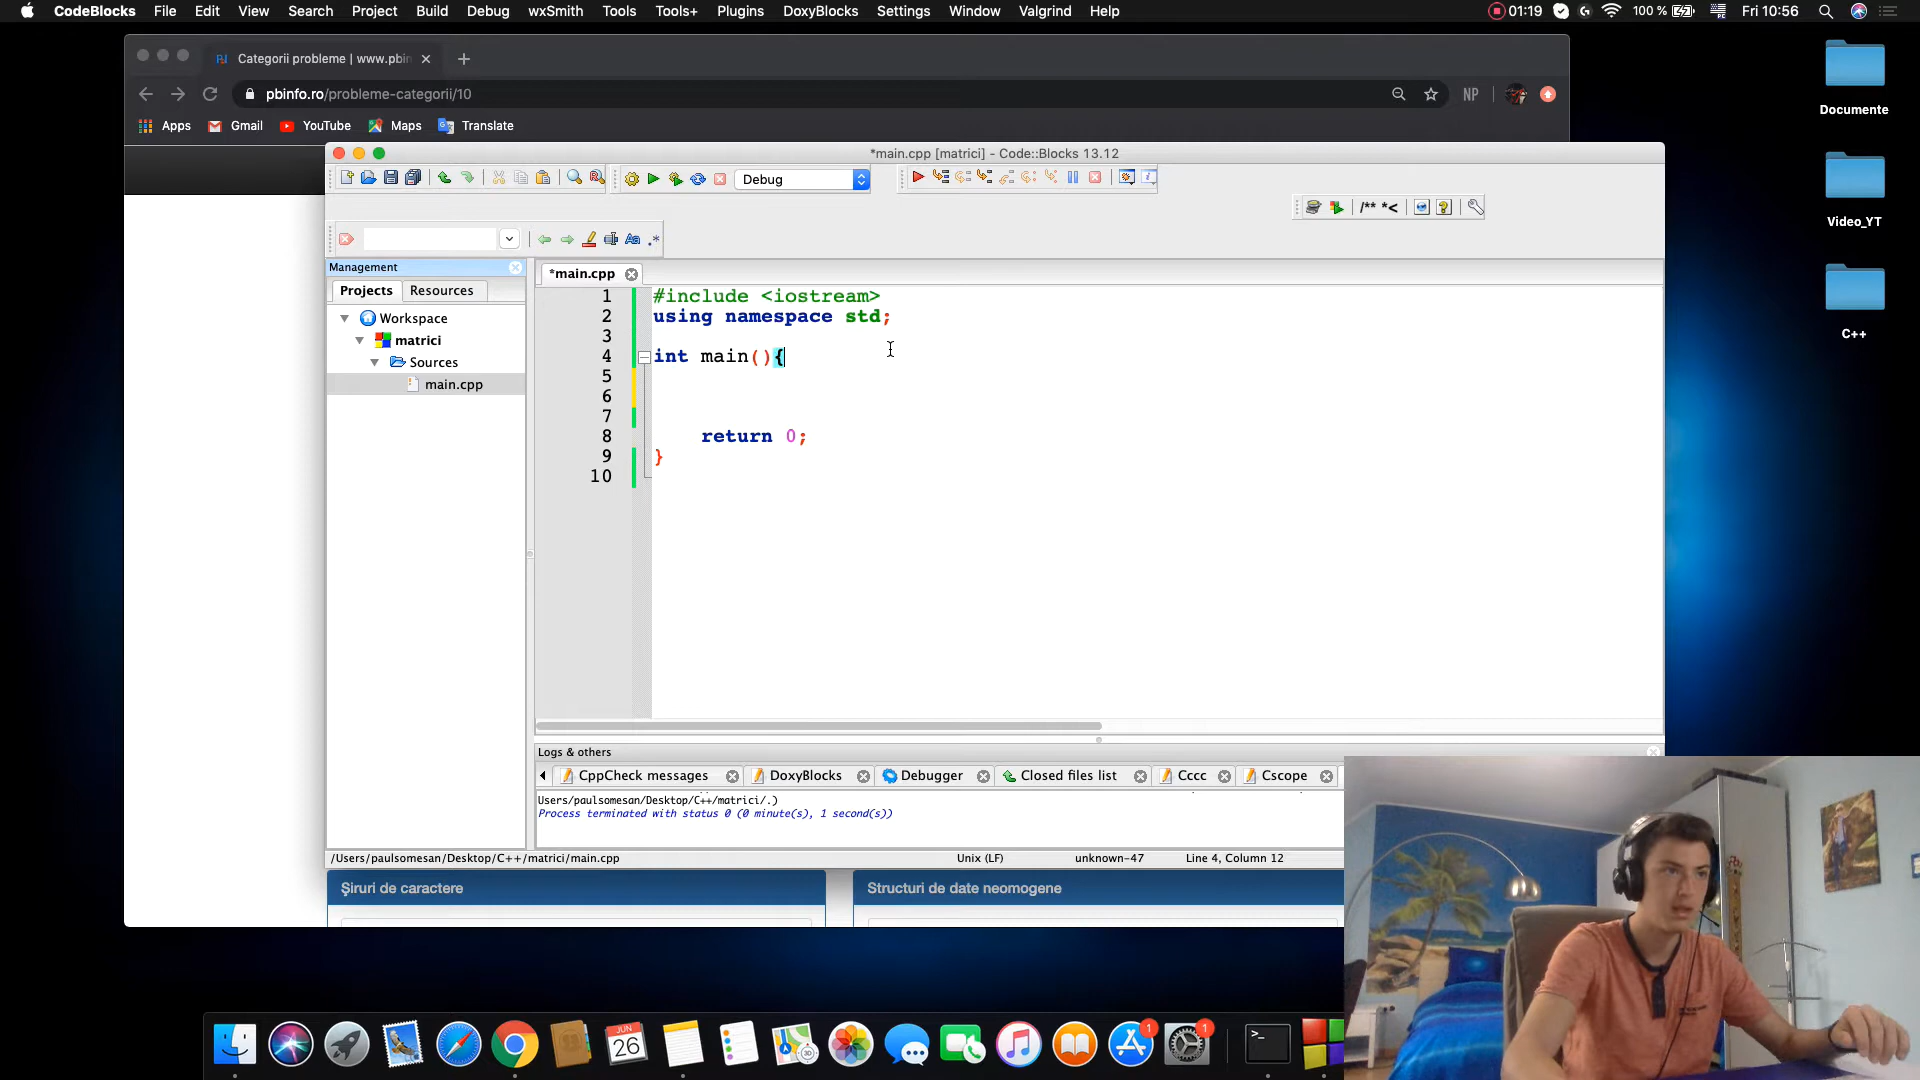 CodeBlocks File Edit View Search Project Build Debug wxSmith Tools Tools+ Plugins DoxyBlocks Settings Window Valgrind Help 01:19 100 % Fri 10:56
Categorii probleme | www.pbin
pbinfo.ro/probleme-categorii/10
NP
Apps Gmail YouTube Maps Translate
Documente
Video_YT
C++
*main.cpp [matrici] - Code::Blocks 13.12
Debug
/** *<
Aa .*
Management
Projects Resources
Workspace
matrici
Sources
main.cpp
*main.cpp
1 #include <iostream>
2 using namespace std;
3
4 int main(){
5
6
7
8 return 0;
9 }
10
Logs & others
CppCheck messages DoxyBlocks Debugger Closed files list Cccc Cscope
Users/paulsomesan/Desktop/C++/matrici/.)
Process terminated with status 0 (0 minute(s), 1 second(s))
/Users/paulsomesan/Desktop/C++/matrici/main.cpp Unix (LF) unknown-47 Line 4, Column 12
Şiruri de caractere Structuri de date neomogene
JUN
26
1
1